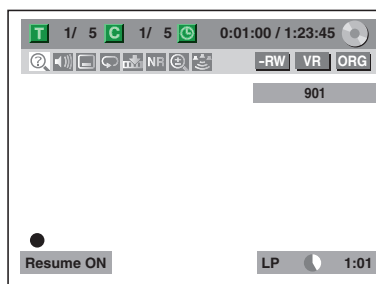 T 1/ 5 C 1/ 5 0:01:00 / 1:23:45
NR -RW VR ORG
901
Resume ON LP 1:01